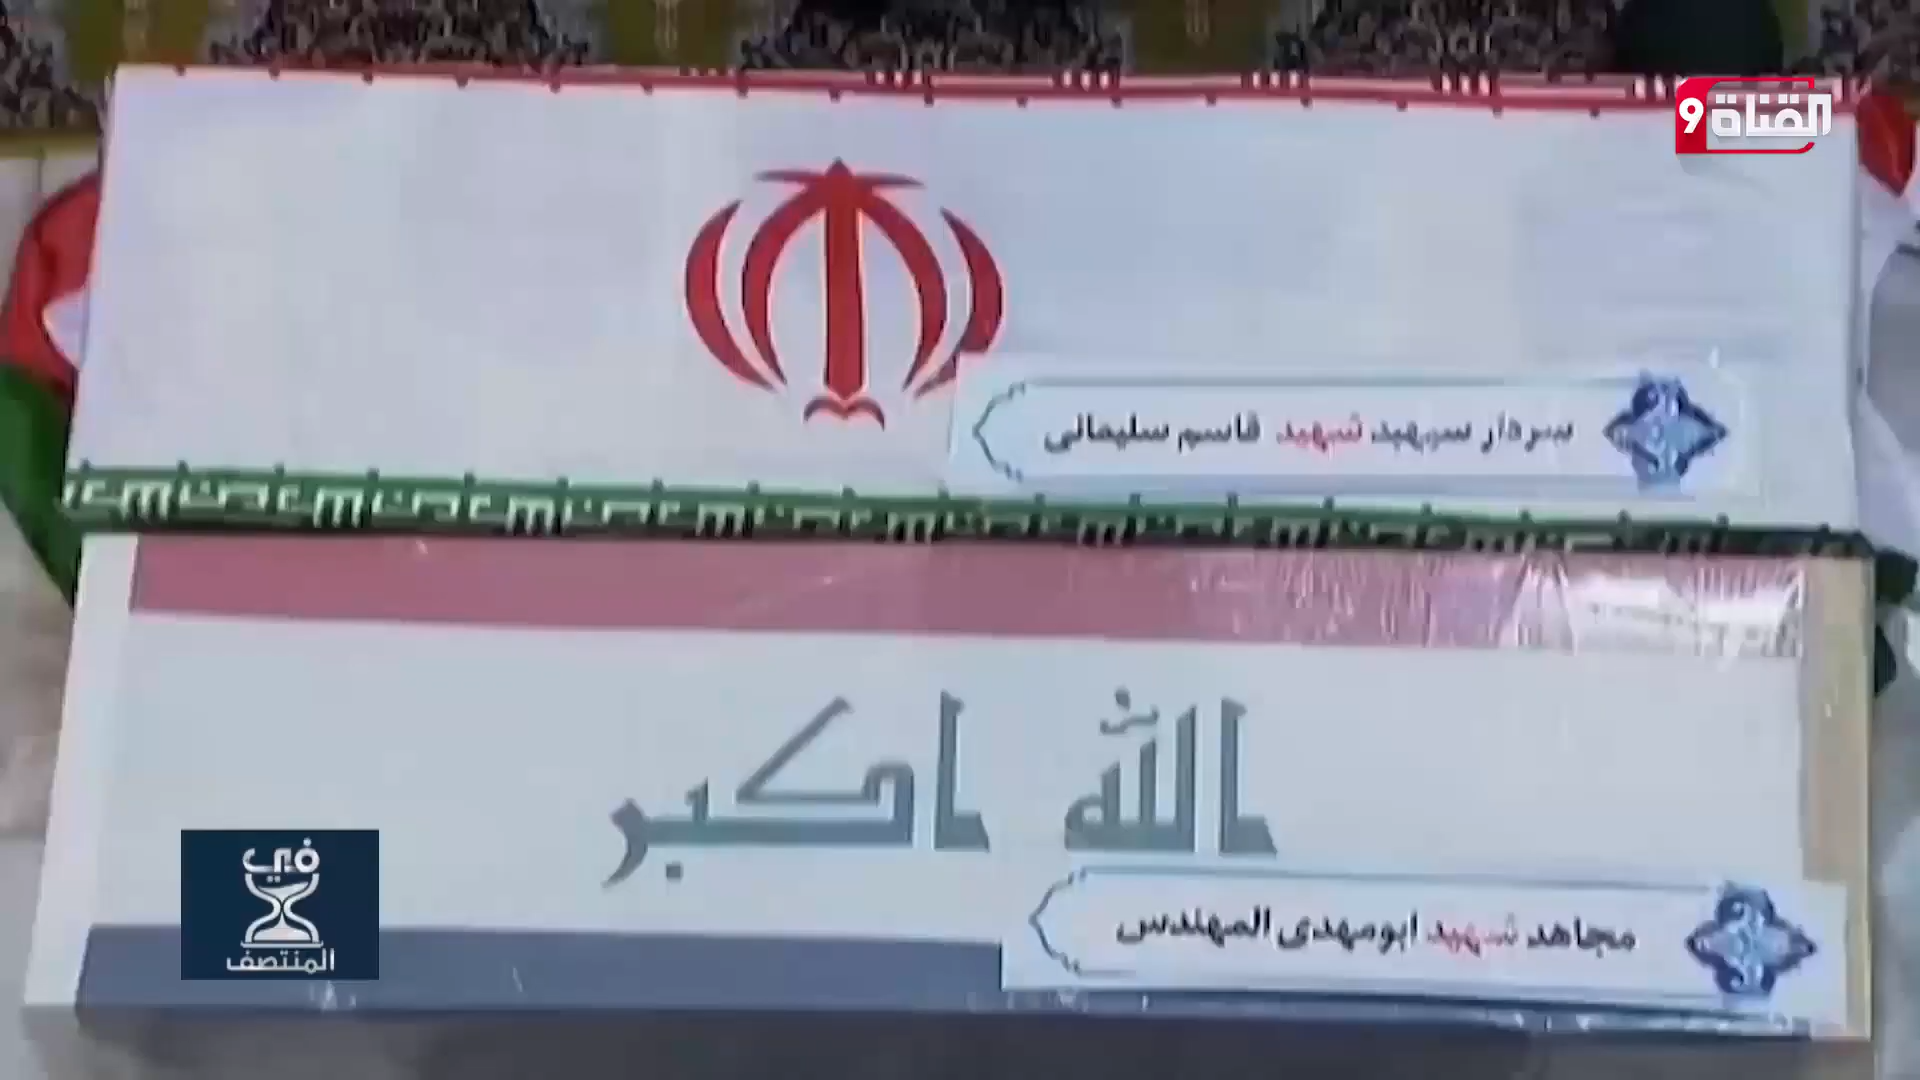 القناة 9
سردار سپهبد شهید قاسم سلیمانی
الله اكبر
مجاهد شهید ابومهدی المهندس
في
المنتصف